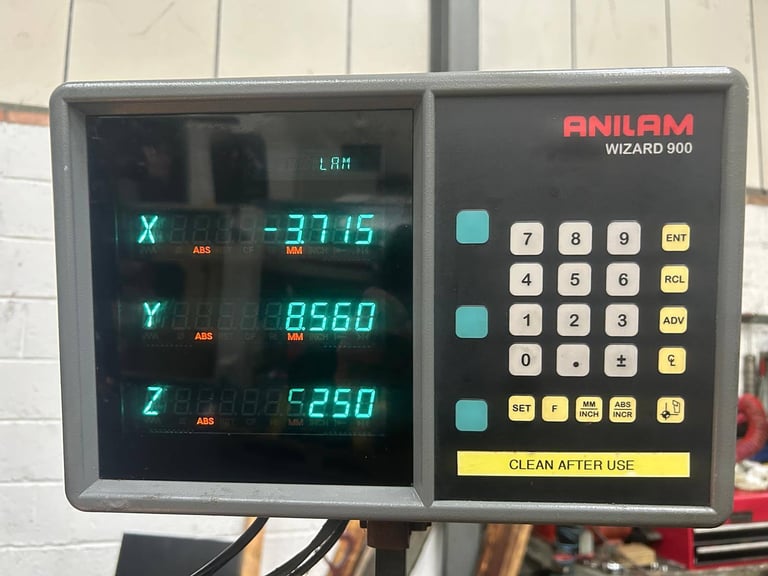 ANILAM
WIZARD 900
LAM
X -3.715
ABS MM
Y 8.560
ABS MM
Z 5.250
ABS MM
7 8 9 ENT
4 5 6 RCL
1 2 3 ADV
0 . ± ℄
SET F MM INCH ABS INCR
CLEAN AFTER USE